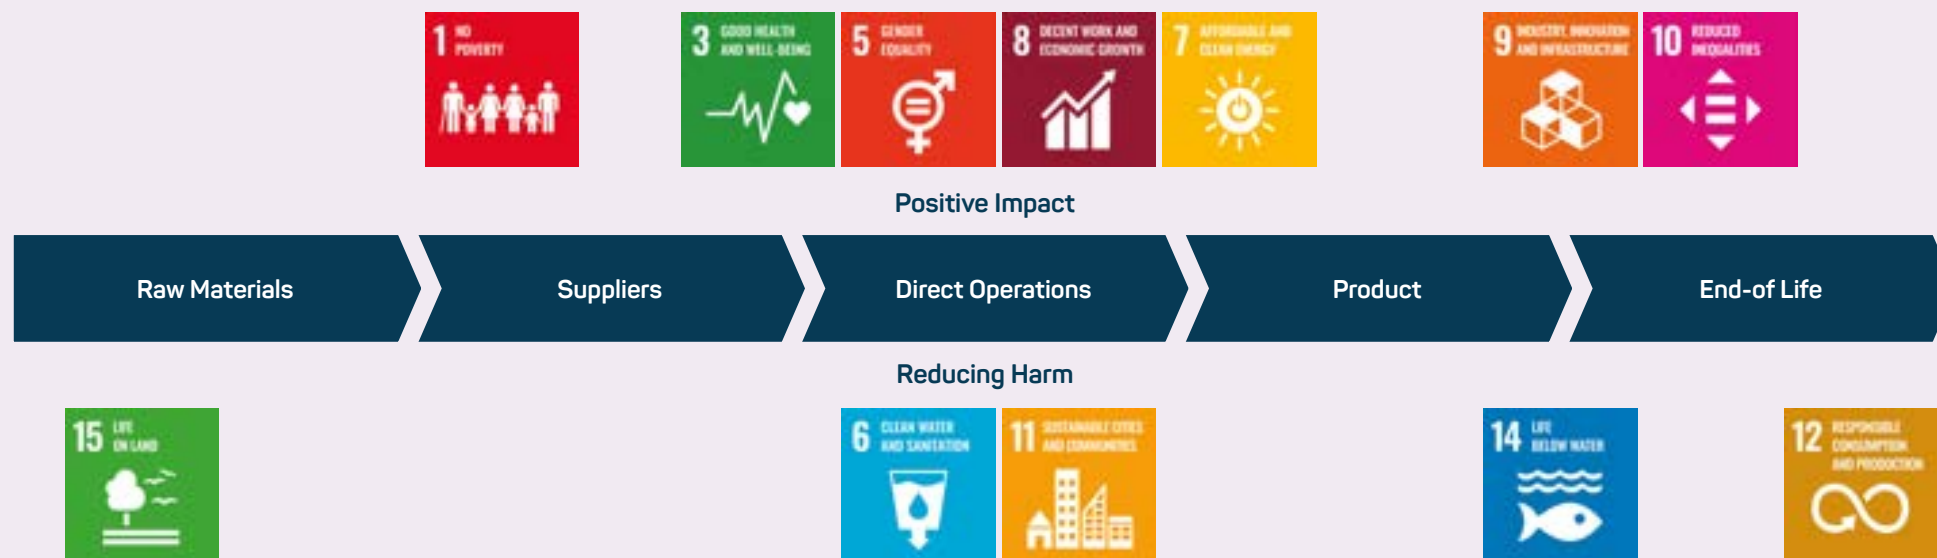 1 NO
POVERTY
3 GOOD HEALTH
AND WELL-BEING
5 GENDER
EQUALITY
8 DECENT WORK AND
ECONOMIC GROWTH
7 AFFORDABLE AND
CLEAN ENERGY
9 INDUSTRY, INNOVATION
AND INFRASTRUCTURE
10 REDUCED
INEQUALITIES
Positive Impact
Raw Materials
Suppliers
Direct Operations
Product
End-of Life
Reducing Harm
15 LIFE
ON LAND
6 CLEAN WATER
AND SANITATION
11 SUSTAINABLE CITIES
AND COMMUNITIES
14 LIFE
BELOW WATER
12 RESPONSIBLE
CONSUMPTION
AND PRODUCTION